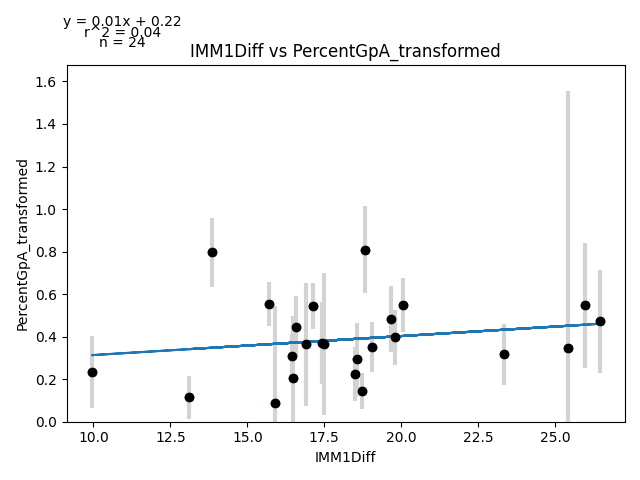 y = 0.01x + 0.22
r^2 = 0.04
n = 24
IMM1Diff vs PercentGpA_transformed
PercentGpA_transformed
1.6
1.4
1.2
1.0
0.8
0.6
0.4
0.2
0.0
10.0 12.5 15.0 17.5 20.0 22.5 25.0
IMM1Diff